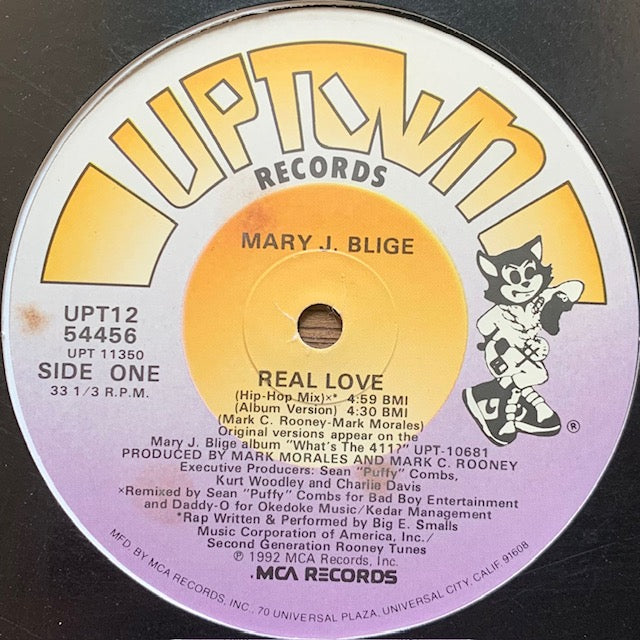 UPTOWN
RECORDS
MARY J. BLIGE
UPT12
54456
UPT 11350
SIDE ONE
33 1/3 R.P.M.
®
REAL LOVE
(Hip-Hop Mix)×* 4:59 BMI
(Album Version) 4:30 BMI
(Mark C. Rooney-Mark Morales)
Original versions appear on the
Mary J. Blige album "What's The 411?" UPT-10681
PRODUCED BY MARK MORALES AND MARK C. ROONEY
Executive Producers: Sean "Puffy" Combs,
Kurt Woodley and Charlie Davis
×Remixed by Sean "Puffy" Combs for Bad Boy Entertainment
and Daddy-O for Okedoke Music/Kedar Management
*Rap Written & Performed by Big E. Smalls
Music Corporation of America, Inc./
Second Generation Rooney Tunes
℗ 1992 MCA Records, Inc.
.MCA RECORDS
MFD. BY MCA RECORDS, INC., 70 UNIVERSAL PLAZA, UNIVERSAL CITY, CALIF. 91608